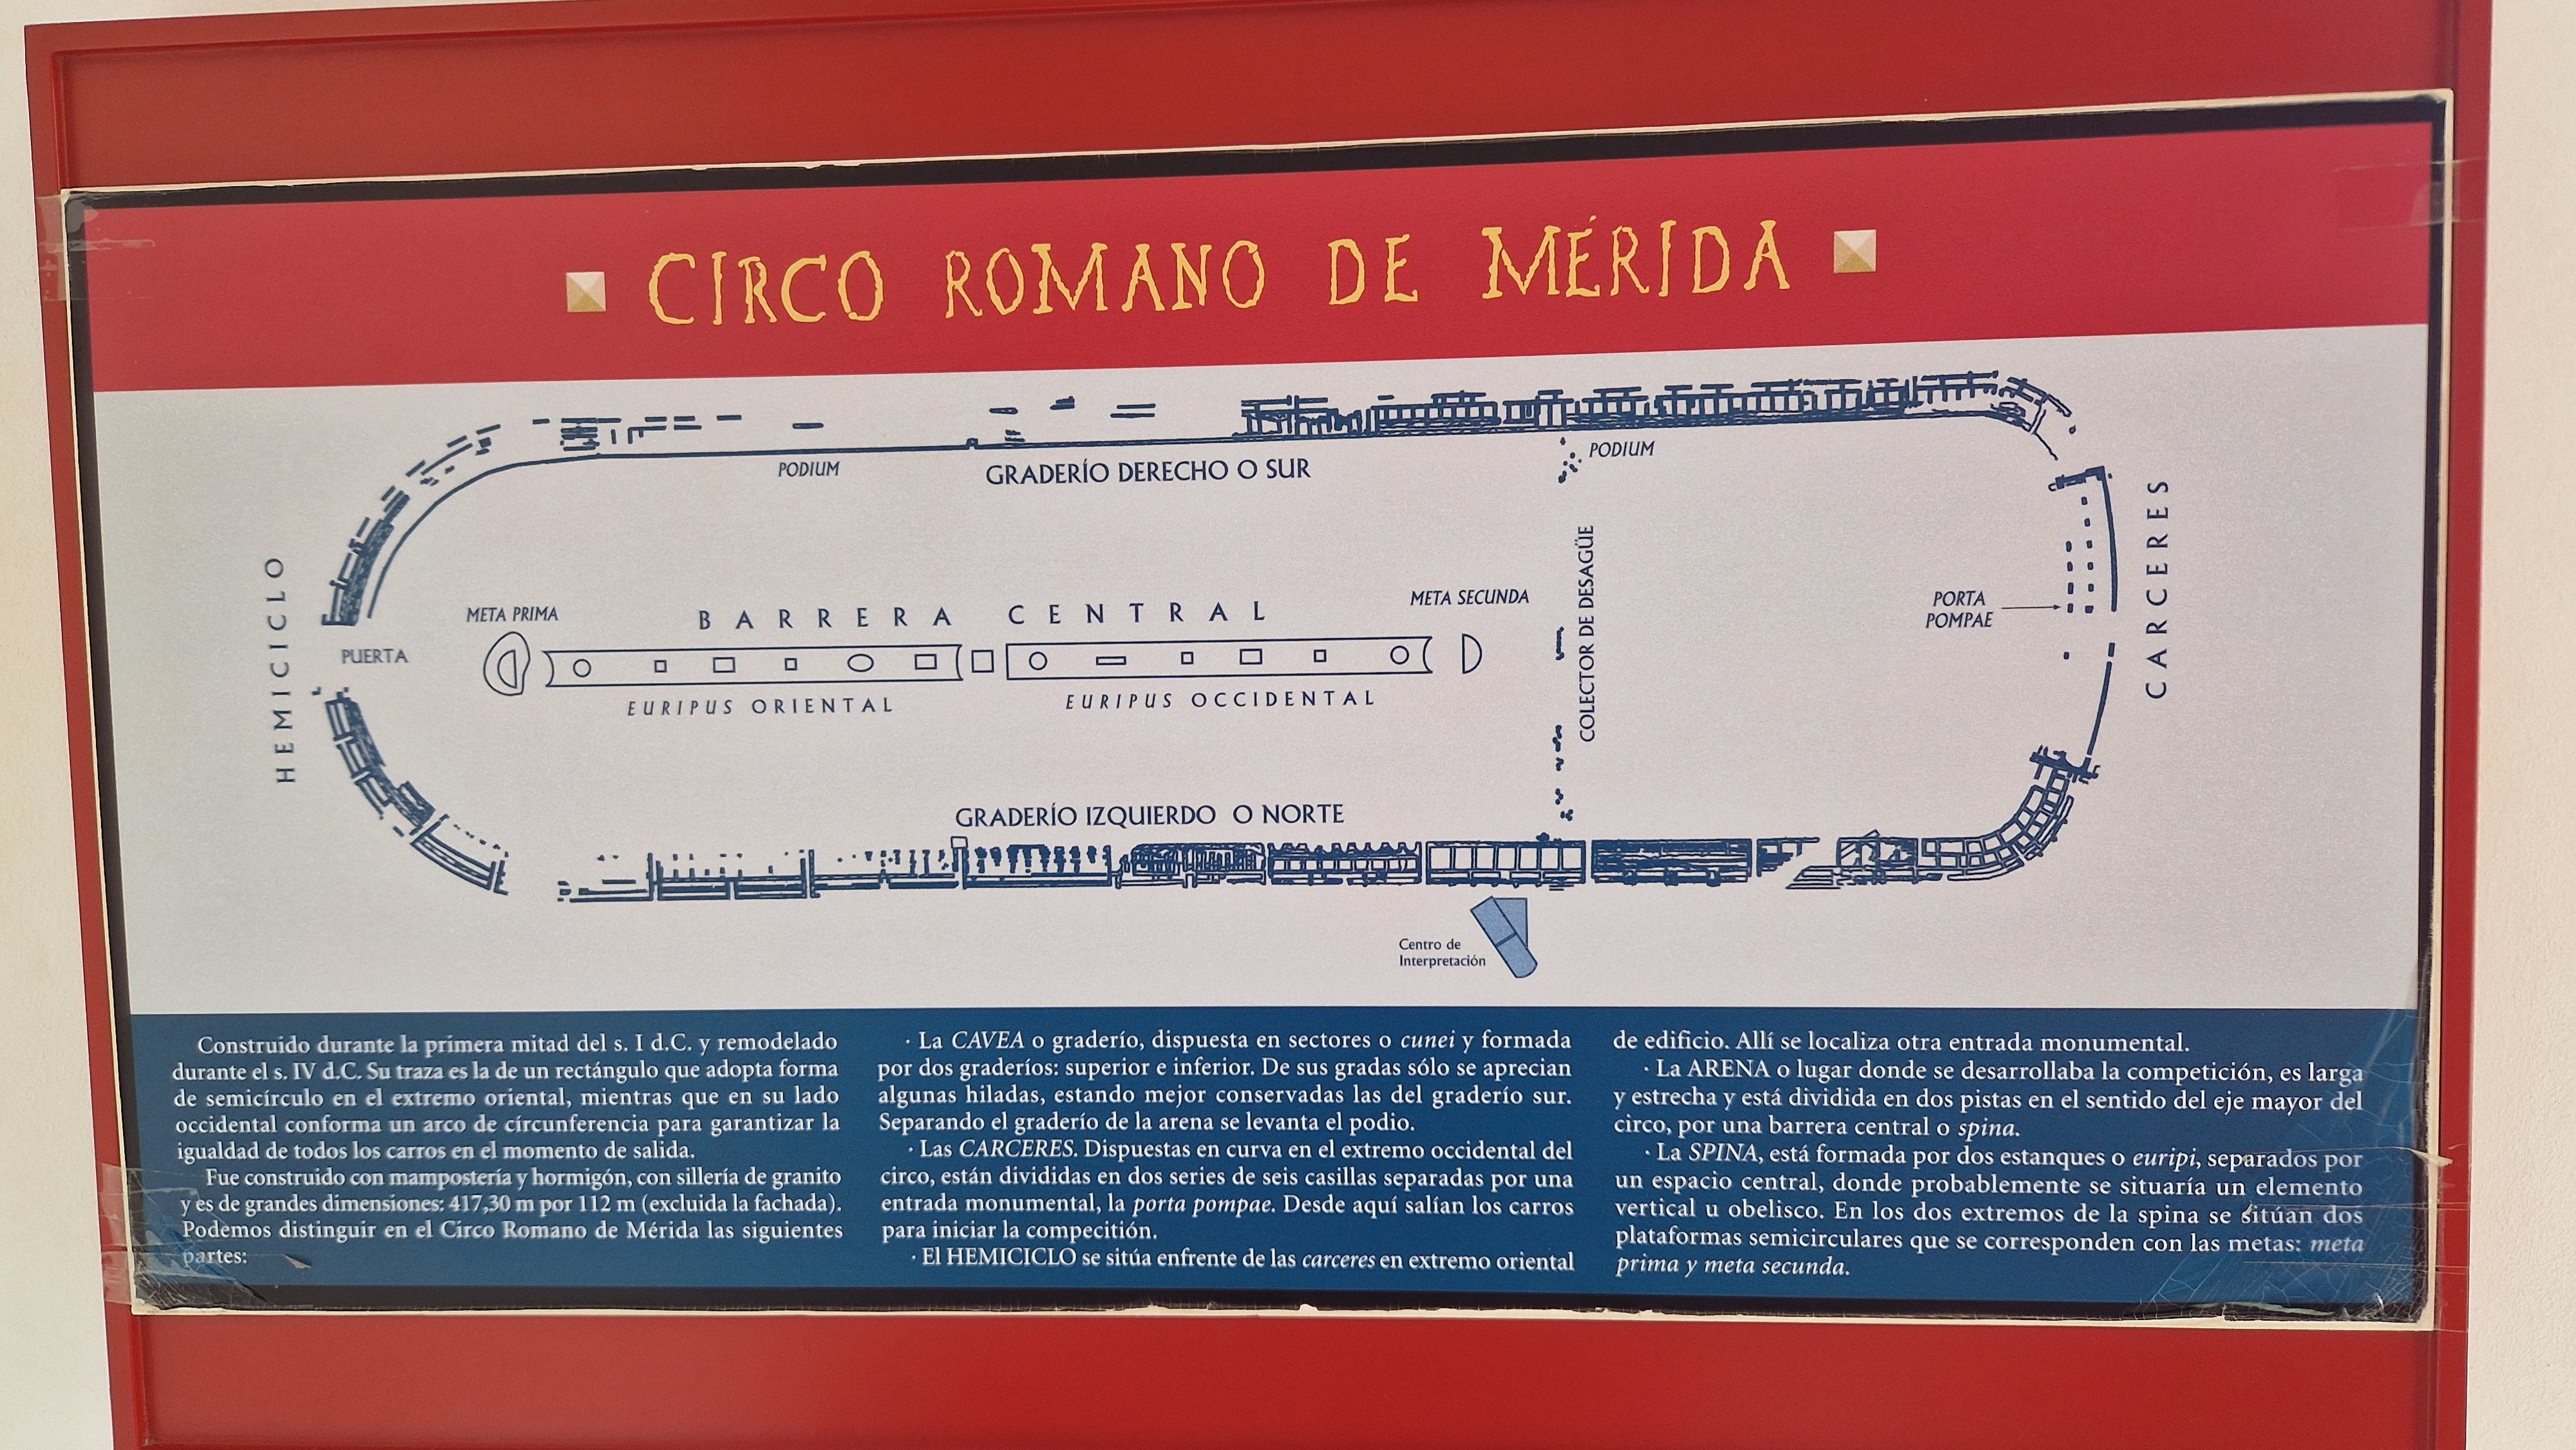 CIRCO ROMANO DE MÉRIDA
PODIUM
GRADERÍO DERECHO O SUR
PODIUM
HEMICICLO
PUERTA
META PRIMA
BARRERA CENTRAL
META SECUNDA
EURIPUS ORIENTAL
EURIPUS OCCIDENTAL
COLECTOR DE DESAGÜE
PORTA
POMPAE
CARCERES
GRADERÍO IZQUIERDO O NORTE
Centro de
Interpretación
Construido durante la primera mitad del s. I d.C. y remodelado
durante el s. IV d.C. Su traza es la de un rectángulo que adopta forma
de semicírculo en el extremo oriental, mientras que en su lado
occidental conforma un arco de círcunferencia para garantizar la
igualdad de todos los carros en el momento de salida.
Fue construido con mampostería y hormigón, con sillería de granito
y es de grandes dimensiones: 417,30 m por 112 m (excluida la fachada).
Podemos distinguir en el Circo Romano de Mérida las siguientes
partes:
· La CAVEA o graderío, dispuesta en sectores o cunei y formada
por dos graderíos: superior e inferior. De sus gradas sólo se aprecian
algunas hiladas, estando mejor conservadas las del graderío sur.
Separando el graderío de la arena se levanta el podio.
· Las CARCERES. Dispuestas en curva en el extremo occidental del
circo, están divididas en dos series de seis casillas separadas por una
entrada monumental, la porta pompae. Desde aquí salían los carros
para iniciar la compecitión.
· El HEMICICLO se sitúa enfrente de las carceres en extremo oriental
de edificio. Allí se localiza otra entrada monumental.
· La ARENA o lugar donde se desarrollaba la competición, es larga
y estrecha y está dividida en dos pistas en el sentido del eje mayor del
circo, por una barrera central o spina.
· La SPINA, está formada por dos estanques o euripi, separados por
un espacio central, donde probablemente se situaría un elemento
vertical u obelisco. En los dos extremos de la spina se sitúan dos
plataformas semicirculares que se corresponden con las metas: meta
prima y meta secunda.